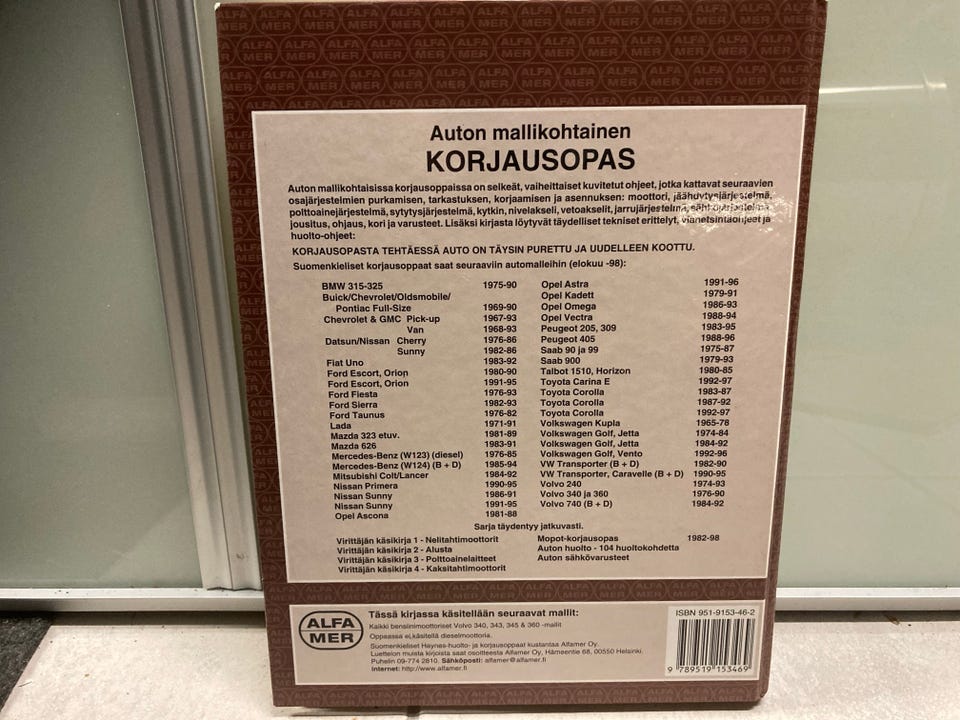 Auton mallikohtainen
KORJAUSOPAS
Auton mallikohtaisissa korjausoppaissa on selkeät, vaiheittaiset kuvitetut ohjeet, jotka kattavat seuraavien
osajärjestelmien purkamisen, tarkastuksen, korjaamisen ja asennuksen: moottori, jäähdytysjärjestelmä,
polttoainejärjestelmä, sytytysjärjestelmä, kytkin, nivelakseli, vetoakselit, jarrujärjestelmä, sähköjärjestelmä,
jousitus, ohjaus, kori ja varusteet. Lisäksi kirjasta löytyvät täydelliset tekniset erittelyt, vianetsintäohjeet ja
huolto-ohjeet:
KORJAUSOPASTA TEHTÄESSÄ AUTO ON TÄYSIN PURETTU JA UUDELLEEN KOOTTU.
Suomenkieliset korjausoppaat saat seuraaviin automalleihin (elokuu -98):
BMW 315-325 1975-90
Buick/Chevrolet/Oldsmobile/
Pontiac Full-Size 1969-90
Chevrolet & GMC Pick-up 1967-93
Van 1968-93
Datsun/Nissan Cherry 1976-86
Sunny 1982-86
Fiat Uno 1983-92
Ford Escort, Orion 1980-90
Ford Escort, Orion 1991-95
Ford Fiesta 1976-93
Ford Sierra 1982-93
Ford Taunus 1976-82
Lada 1971-91
Mazda 323 etuv. 1981-89
Mazda 626 1983-91
Mercedes-Benz (W123) (diesel) 1976-85
Mercedes-Benz (W124) (B + D) 1985-94
Mitsubishi Colt/Lancer 1984-92
Nissan Primera 1990-95
Nissan Sunny 1986-91
Nissan Sunny 1991-95
Opel Ascona 1981-88
Opel Astra 1991-96
Opel Kadett 1979-91
Opel Omega 1986-93
Opel Vectra 1988-94
Peugeot 205, 309 1983-95
Peugeot 405 1988-96
Saab 90 ja 99 1975-87
Saab 900 1979-93
Talbot 1510, Horizon 1980-85
Toyota Carina E 1992-97
Toyota Corolla 1983-87
Toyota Corolla 1987-92
Toyota Corolla 1992-97
Volkswagen Kupla 1965-78
Volkswagen Golf, Jetta 1974-84
Volkswagen Golf, Jetta 1984-92
Volkswagen Golf, Vento 1992-96
VW Transporter (B + D) 1982-90
VW Transporter, Caravelle (B + D) 1990-95
Volvo 240 1974-93
Volvo 340 ja 360 1976-90
Volvo 740 (B + D) 1984-92
Sarja täydentyy jatkuvasti.
Virittäjän käsikirja 1 - Nelitahtimoottorit
Virittäjän käsikirja 2 - Alusta
Virittäjän käsikirja 3 - Polttoainelaitteet
Virittäjän käsikirja 4 - Kaksitahtimoottorit
Mopot-korjausopas 1982-98
Auton huolto - 104 huoltokohdetta
Auton sähkövarusteet
ALFA
MER
Tässä kirjassa käsitellään seuraavat mallit:
Kaikki bensiinimoottoriset Volvo 340, 343, 345 & 360 -mallit
Oppaassa ei käsitellä dieselmoottoria.
Suomenkieliset Haynes-huolto- ja korjausoppaat kustantaa Alfamer Oy.
Luettelon muista kirjoista saat osoitteesta Alfamer Oy, Hämeentie 68, 00550 Helsinki.
Puhelin 09-774 2810. Sähköposti: alfamer@alfamer.fi
Internet: http://www.alfamer.fi
ISBN 951-9153-46-2
9 789519 153469